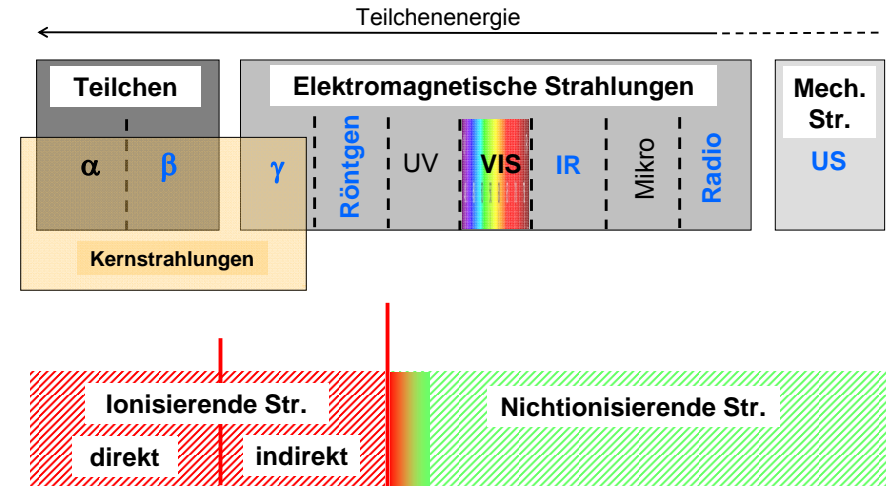 Teilchenenergie
Teilchen
Elektromagnetische Strahlungen
Mech.
Str.
α
β
γ
Röntgen
UV
VIS
IR
Mikro
Radio
US
Kernstrahlungen
Ionisierende Str.
Nichtionisierende Str.
direkt
indirekt